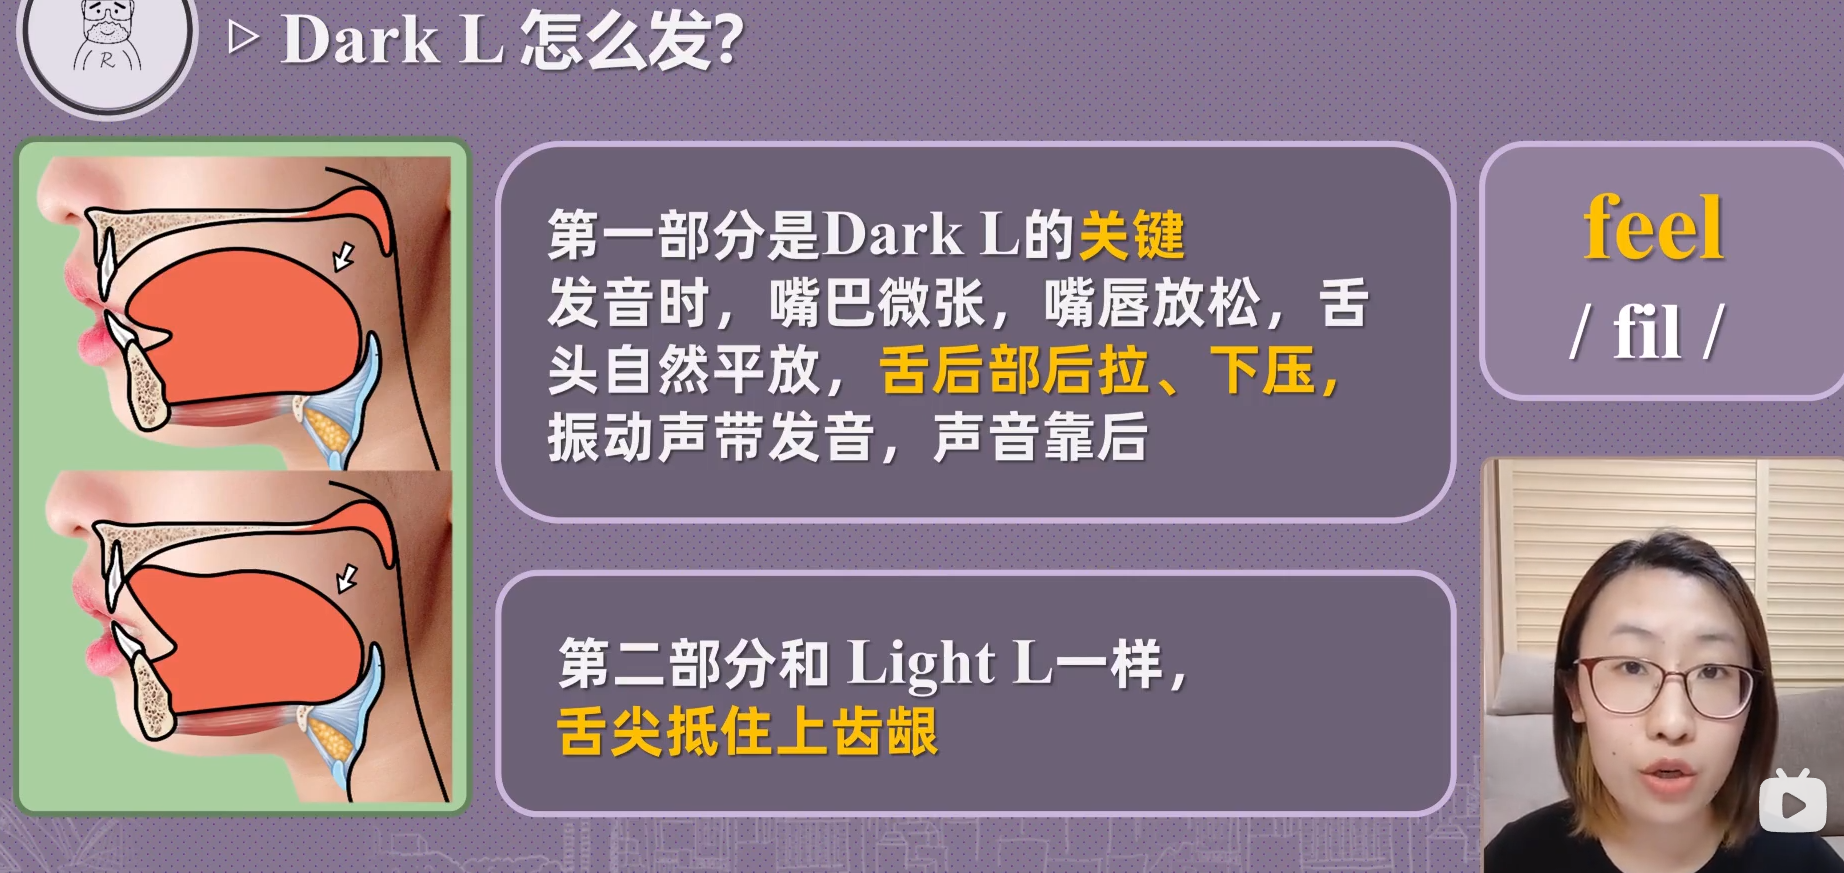 R
Dark L 怎么发？
第一部分是Dark L的关键
发音时，嘴巴微张，嘴唇放松，舌
头自然平放，舌后部后拉、下压，
振动声带发音，声音靠后
第二部分和 Light L一样，
舌尖抵住上齿龈
feel
/ fil /